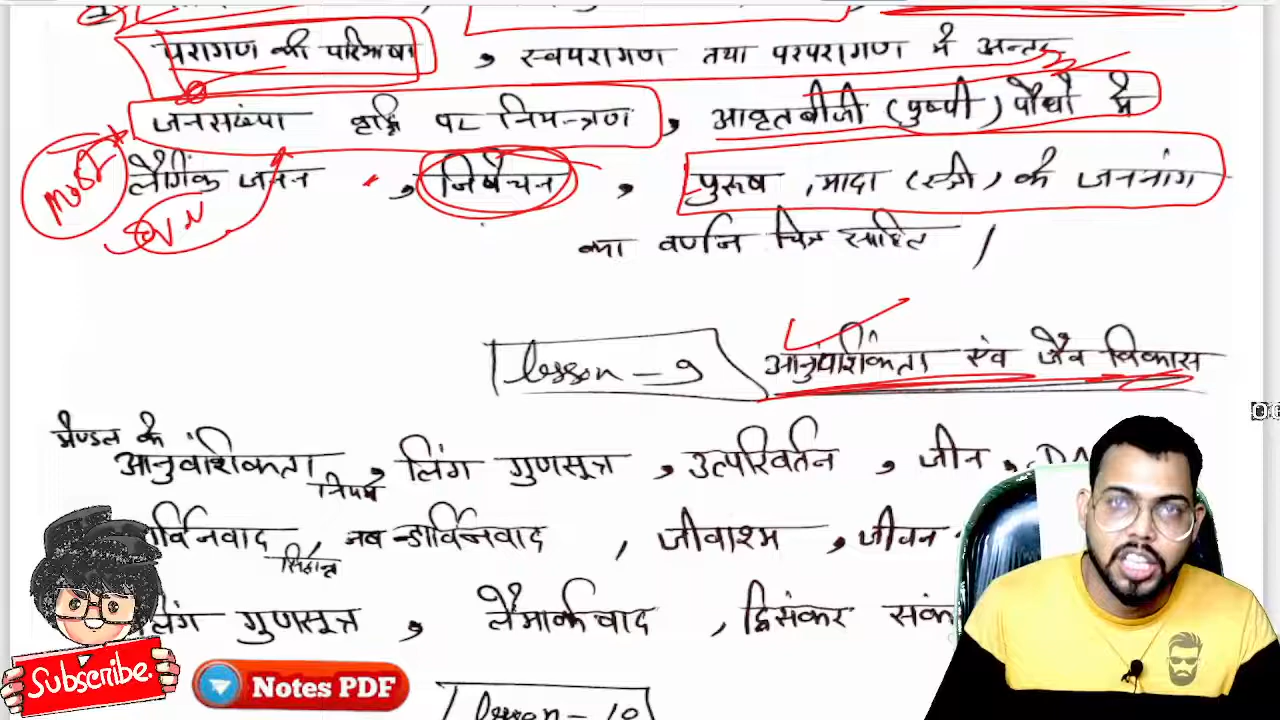 परागण की परिभाषा , स्वपरागण तथा परपरागण में अन्तर
जनसंख्या वृद्धि पर नियन्त्रण , आवृतबीजी (पुष्पी) पौधों में
most
लैंगिक जनन , निषेचन , पुरुष , मादा (स्त्री) के जननांग
का वर्णन चित्र सहित /
lesson - 9 आनुवांशिकता एंव जैव विकास
मेण्डल के
आनुवांशिकता नियम , लिंग गुणसूत्र , उत्परिवर्तन , जीन ,
र्विनवाद सिद्धान्त , नव डार्विनवाद , जीवाश्म , जीवन
लिंग गुणसूत्र , लैमार्कवाद , द्विसंकर संक
Subscribe.
Notes PDF
lesson - 10